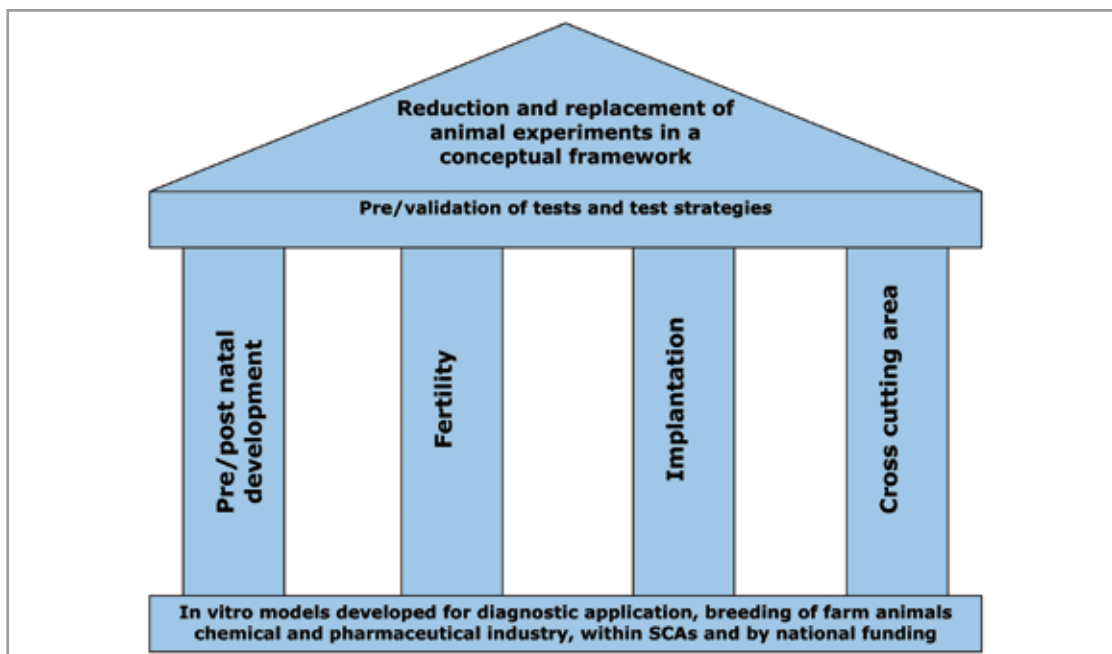 Reduction and replacement of
animal experiments in a
conceptual framework
Pre/validation of tests and test strategies
Pre/post natal
development
Fertility
Implantation
Cross cutting area
In vitro models developed for diagnostic application, breeding of farm animals
chemical and pharmaceutical industry, within SCAs and by national funding